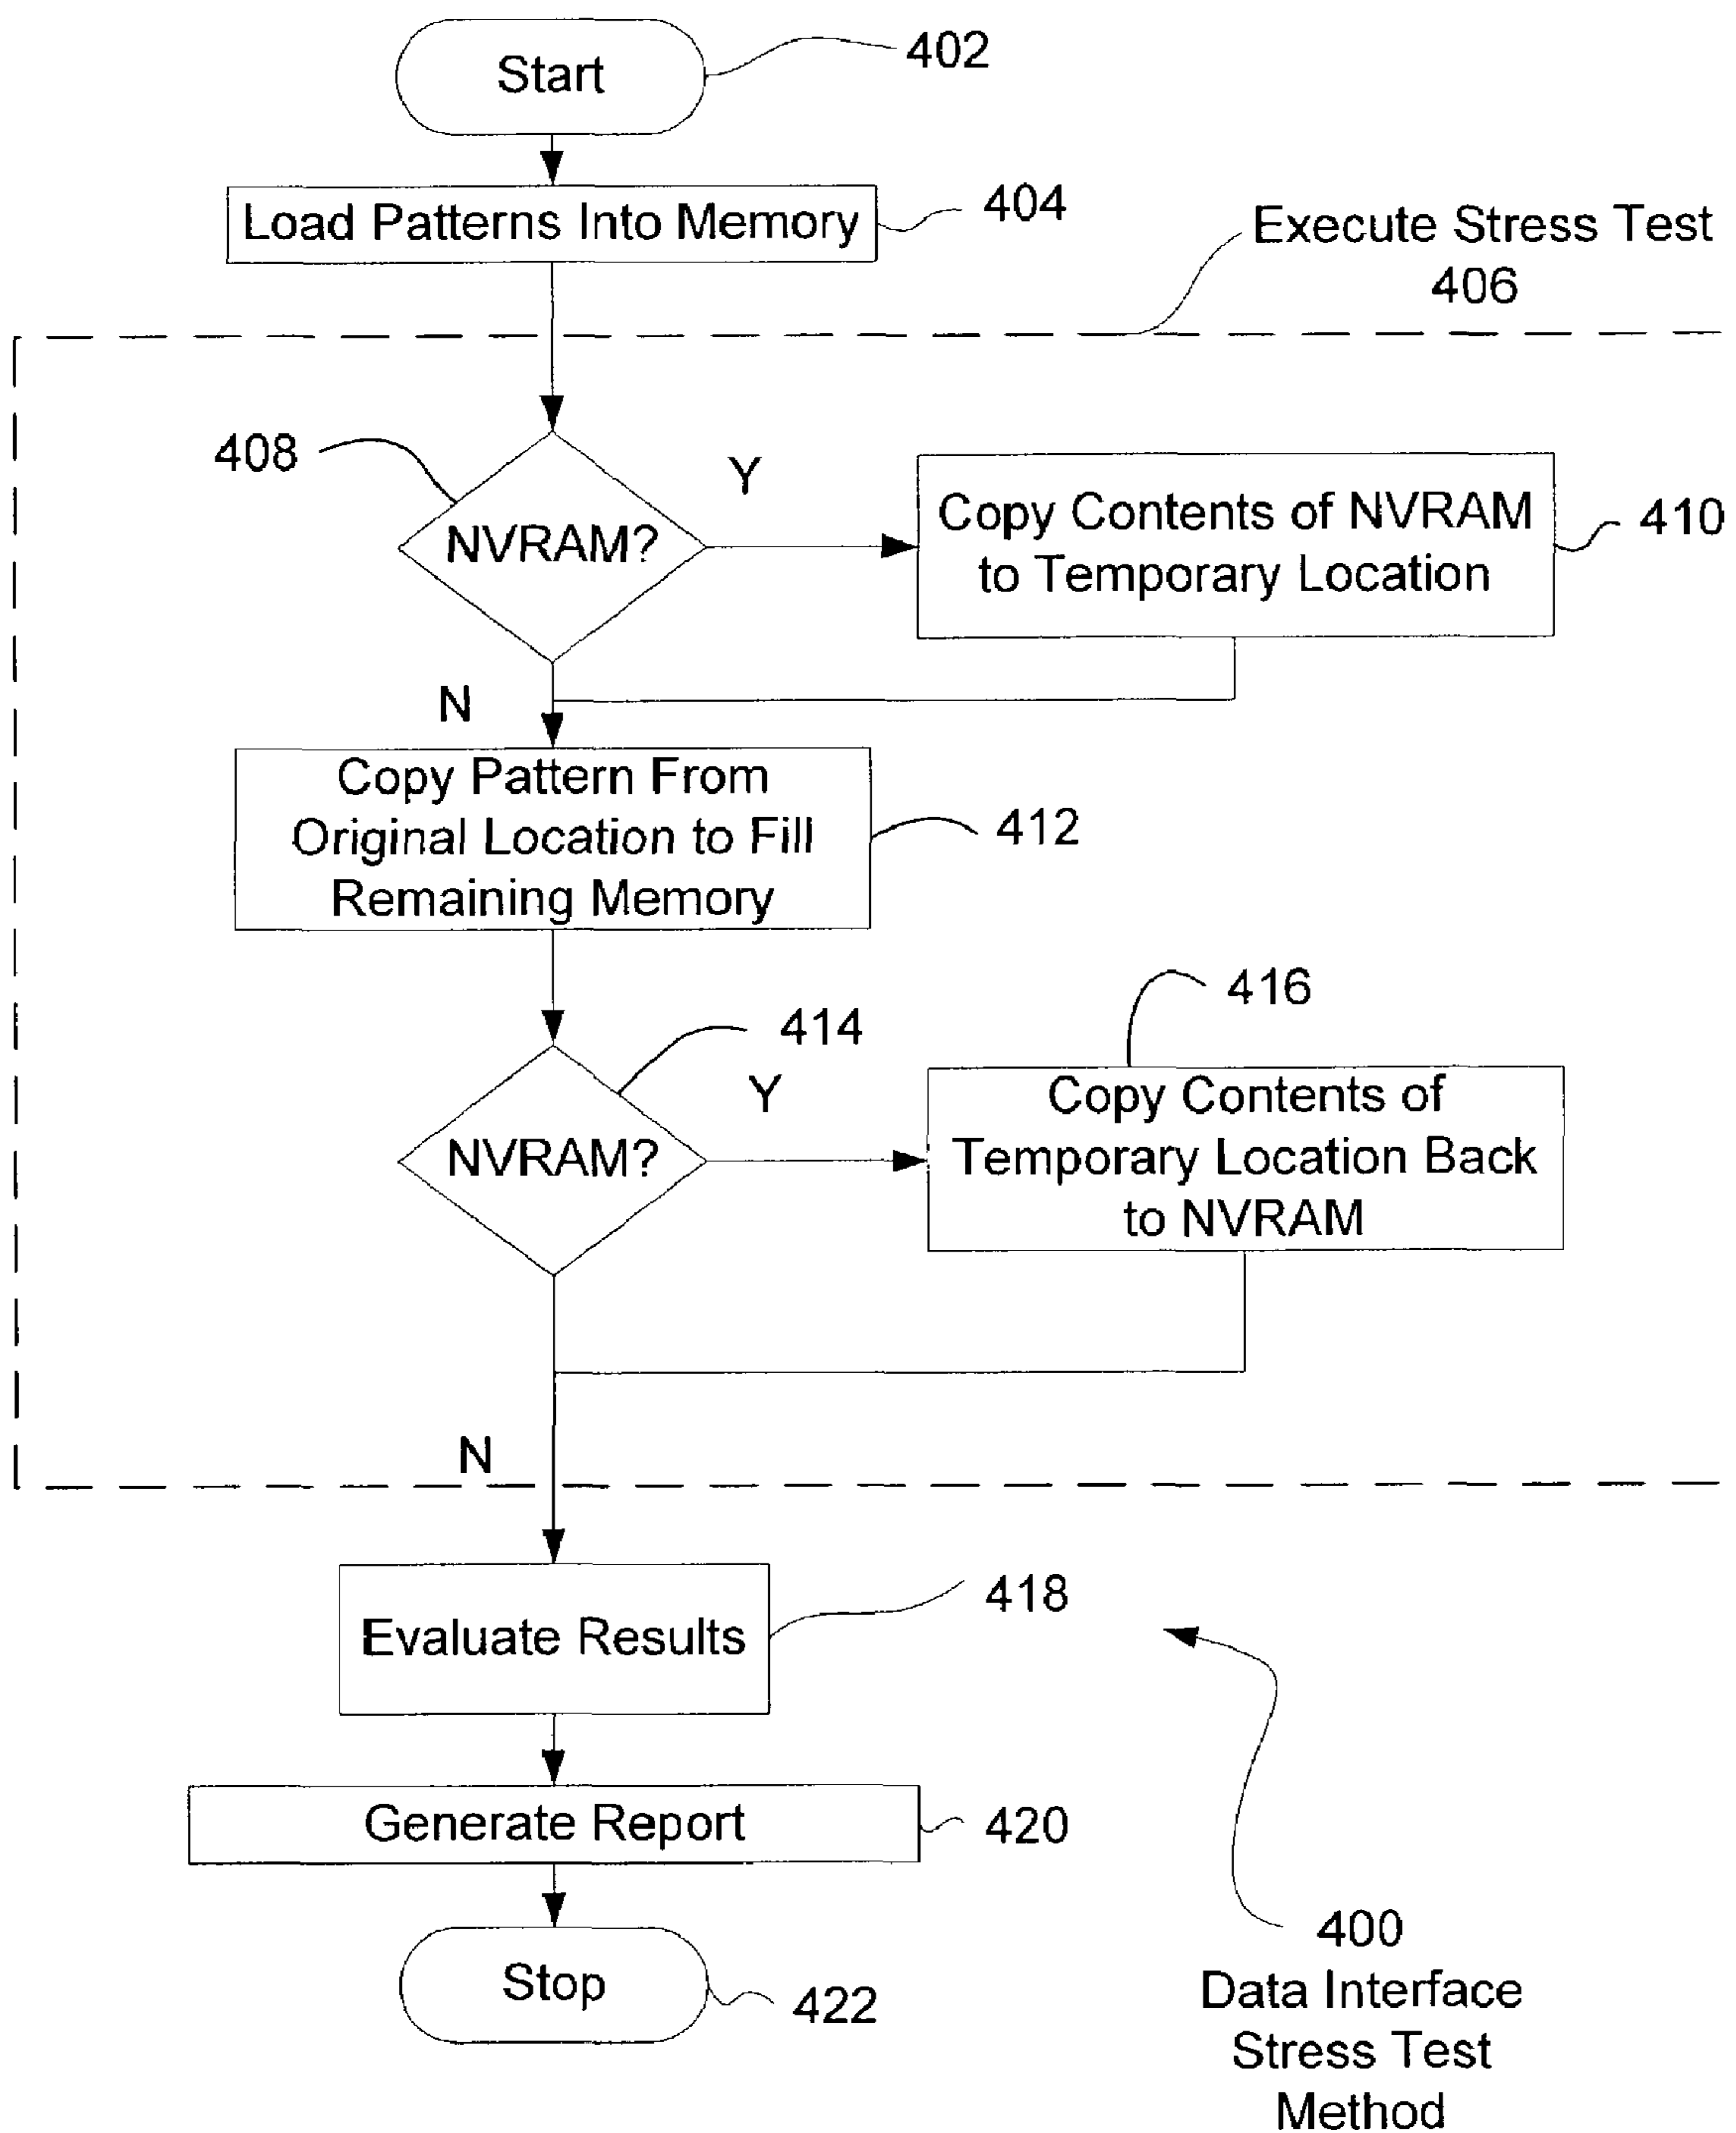 Start
402
Load Patterns Into Memory
404
Execute Stress Test
406
408
NVRAM?
Y
Copy Contents of NVRAM
to Temporary Location
410
N
Copy Pattern From
Original Location to Fill
Remaining Memory
412
414
NVRAM?
Y
416
Copy Contents of
Temporary Location Back
to NVRAM
N
Evaluate Results
418
Generate Report
420
Stop
422
400
Data Interface
Stress Test
Method